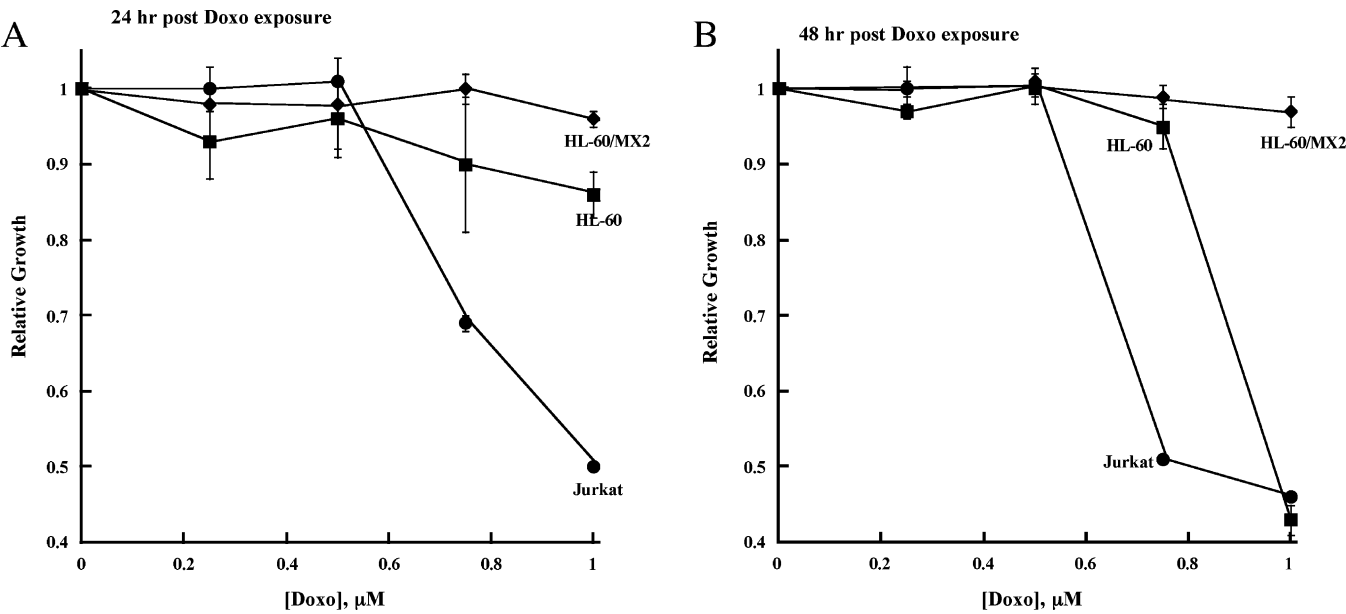 A
24 hr post Doxo exposure
Relative Growth
1
0.9
0.8
0.7
0.6
0.5
0.4
0
0.2
0.4
0.6
0.8
1
[Doxo], μM
HL-60/MX2
HL-60
Jurkat
B
48 hr post Doxo exposure
Relative Growth
1
0.9
0.8
0.7
0.6
0.5
0.4
0
0.2
0.4
0.6
0.8
1
[Doxo], μM
HL-60
HL-60/MX2
Jurkat